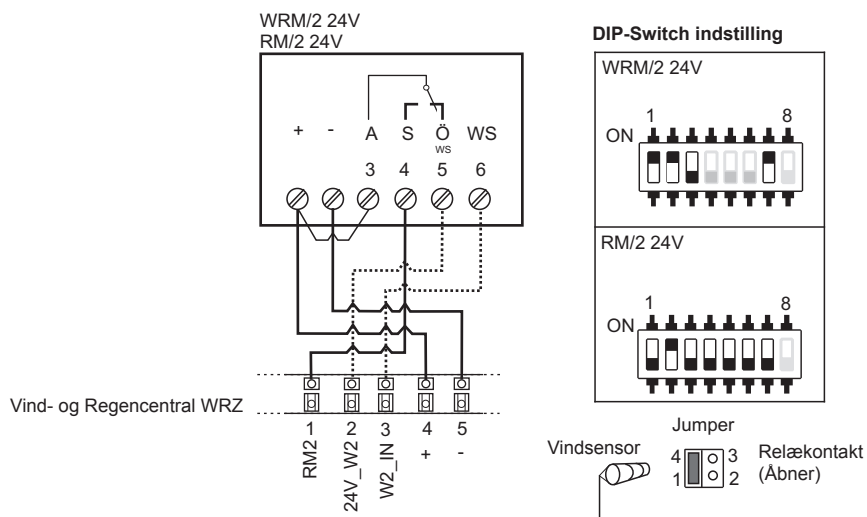 WRM/2 24V
RM/2 24V
+ - A S Ö WS
WS
3 4 5 6
Vind- og Regencentral WRZ
1 2 3 4 5
RM2 24V_W2 W2_IN + -
DIP-Switch indstilling
WRM/2 24V
1 8
ON
RM/2 24V
1 8
ON
Jumper
Vindsensor
4 3
1 2
Relækontakt
(Åbner)